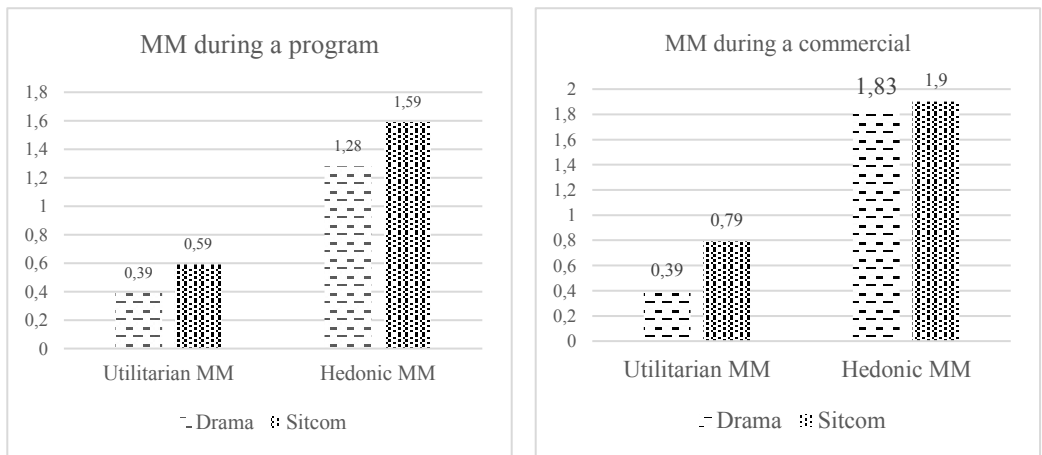 MM during a program
1,8
1,6
1,4
1,2
1
0,8
0,6
0,4
0,2
0
0,39
0,59
1,28
1,59
Utilitarian MM
Hedonic MM
Drama
Sitcom
MM during a commercial
2
1,8
1,6
1,4
1,2
1
0,8
0,6
0,4
0,2
0
0,39
0,79
1,83
1,9
Utilitarian MM
Hedonic MM
Drama
Sitcom